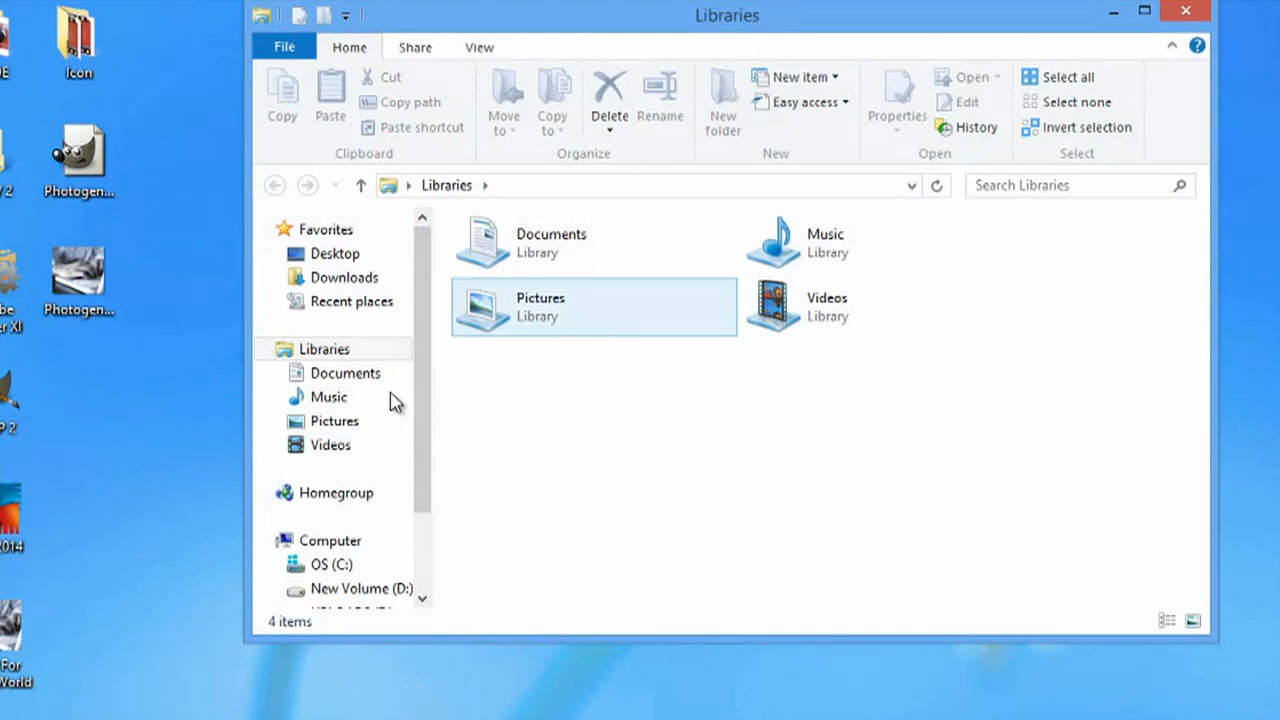 Libraries
File Home Share View
Copy
Paste
Cut
Copy path
Paste shortcut
Clipboard
Move to
Copy to
Delete
Rename
Organize
New folder
New item
Easy access
New
Properties
Open
Edit
History
Open
Select all
Select none
Invert selection
Select
Libraries
Search Libraries
Favorites
Desktop
Downloads
Recent places
Libraries
Documents
Music
Pictures
Videos
Homegroup
Computer
OS (C:)
New Volume (D:)
Documents
Library
Music
Library
Pictures
Library
Videos
Library
4 items
Icon
Photogen...
Photogen...
2014
For
World